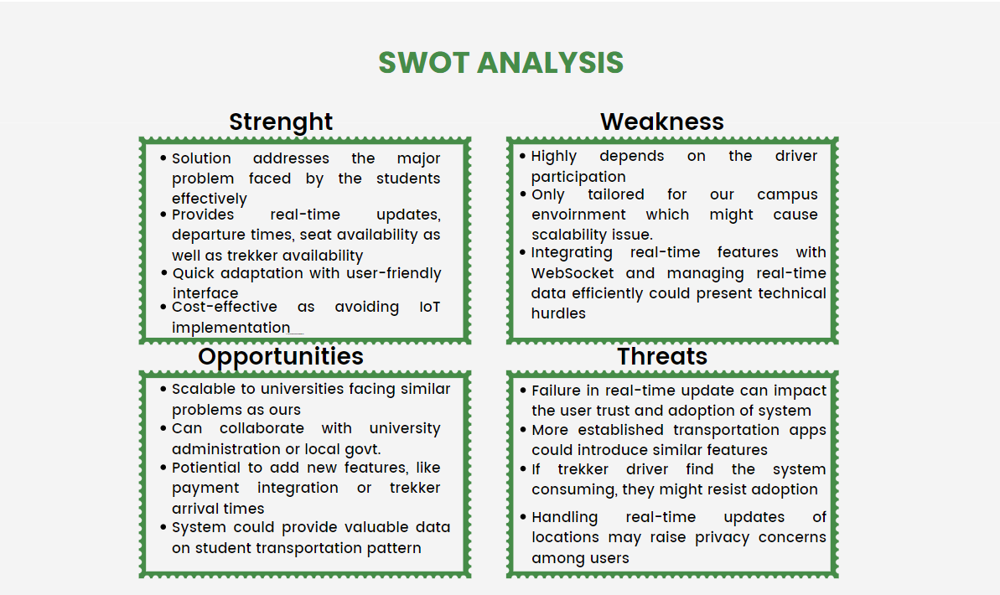 SWOT ANALYSIS
Strenght
Solution addresses the major
problem faced by the students
effectively
Provides real-time updates,
departure times, seat availability as
well as trekker availability
Quick adaptation with user-friendly
interface
Cost-effective as avoiding IoT
implementation__
Weakness
Highly depends on the driver
participation
Only tailored for our campus
envoirnment which might cause
scalability issue.
Integrating real-time features with
WebSocket and managing real-time
data efficiently could present technical
hurdles
Opportunities
Scalable to universities facing similar
problems as ours
Can collaborate with university
administration or local govt.
Potiential to add new features, like
payment integration or trekker
arrival times
System could provide valuable data
on student transportation pattern
Threats
Failure in real-time update can impact
the user trust and adoption of system
More established transportation apps
could introduce similar features
If trekker driver find the system
consuming, they might resist adoption
Handling real-time updates of
locations may raise privacy concerns
among users